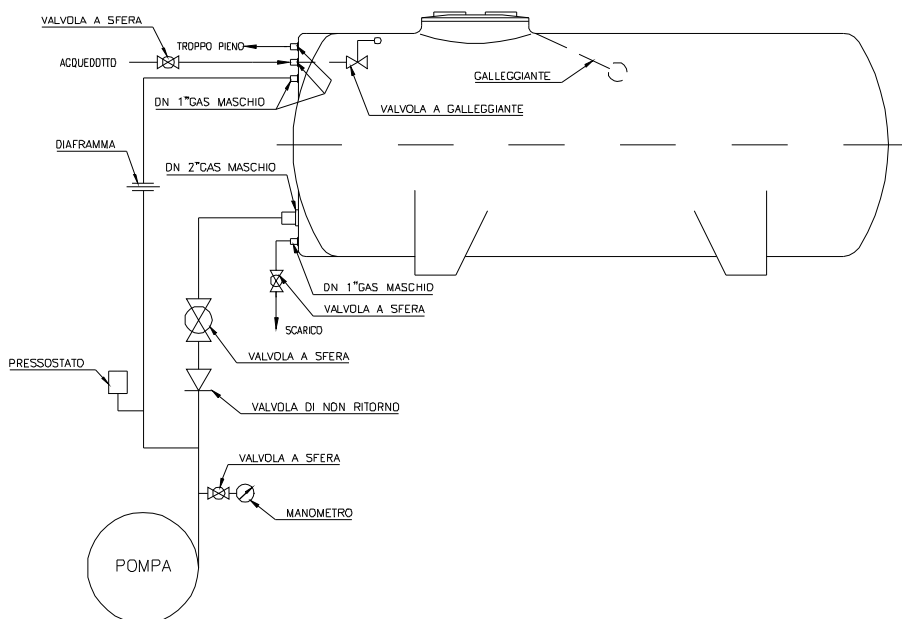 VALVOLA A SFERA
TROPPO PIENO
ACQUEDOTTO
GALLEGGIANTE
DN 1"GAS MASCHIO
VALVOLA A GALLEGGIANTE
DIAFRAMMA
DN 2"GAS MASCHIO
DN 1"GAS MASCHIO
VALVOLA A SFERA
SCARICO
VALVOLA A SFERA
PRESSOSTATO
VALVOLA DI NON RITORNO
VALVOLA A SFERA
MANOMETRO
POMPA